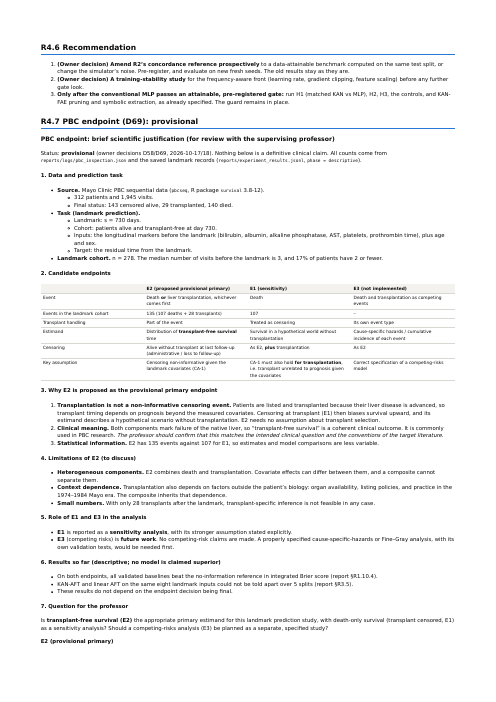 R4.6 Recommendation
1. (Owner decision) Amend R2's concordance reference prospectively to a data-attainable benchmark computed on the same test split, or
change the simulator's noise. Pre-register, and evaluate on new fresh seeds. The old results stay as they are.
2. (Owner decision) A training-stability study for the frequency-aware front (learning rate, gradient clipping, feature scaling) before any further
gate look.
3. Only after the conventional MLP passes an attainable, pre-registered gate: run H1 (matched KAN vs MLP), H2, H3, the controls, and KAN-
FAE pruning and symbolic extraction, as already specified. The guard remains in place.
R4.7 PBC endpoint (D69): provisional
PBC endpoint: brief scientific justification (for review with the supervising professor)
Status: provisional (owner decisions D58/D69, 2026-10-17/18). Nothing below is a definitive clinical claim. All counts come from
reports/logs/pbc_inspection.json and the saved landmark records (reports/experiment_results.json, phase = descriptive).
1. Data and prediction task
• Source. Mayo Clinic PBC sequential data (pbcseq, R package survival 3.8-12).
◦ 312 patients and 1,945 visits.
◦ Final status: 143 censored alive, 29 transplanted, 140 died.
• Task (landmark prediction).
◦ Landmark: s = 730 days.
◦ Cohort: patients alive and transplant-free at day 730.
◦ Inputs: the longitudinal markers before the landmark (bilirubin, albumin, alkaline phosphatase, AST, platelets, prothrombin time), plus age
and sex.
◦ Target: the residual time from the landmark.
• Landmark cohort. n = 278. The median number of visits before the landmark is 3, and 17% of patients have 2 or fewer.
2. Candidate endpoints
E2 (proposed provisional primary) E1 (sensitivity) E3 (not implemented)
Event Death or liver transplantation, whichever comes first Death Death and transplantation as competing events
Events in the landmark cohort 135 (107 deaths + 28 transplants) 107 –
Transplant handling Part of the event Treated as censoring Its own event type
Estimand Distribution of transplant-free survival time Survival in a hypothetical world without transplantation Cause-specific hazards / cumulative incidence of each event
Censoring Alive without transplant at last follow-up (administrative / loss to follow-up) As E2, plus transplantation As E2
Key assumption Censoring non-informative given the landmark covariates (CA-1) CA-1 must also hold for transplantation, i.e. transplant unrelated to prognosis given the covariates Correct specification of a competing-risks model
3. Why E2 is proposed as the provisional primary endpoint
1. Transplantation is not a non-informative censoring event. Patients are listed and transplanted because their liver disease is advanced, so
transplant timing depends on prognosis beyond the measured covariates. Censoring at transplant (E1) then biases survival upward, and its
estimand describes a hypothetical scenario without transplantation. E2 needs no assumption about transplant selection.
2. Clinical meaning. Both components mark failure of the native liver, so "transplant-free survival" is a coherent clinical outcome. It is commonly
used in PBC research. The professor should confirm that this matches the intended clinical question and the conventions of the target literature.
3. Statistical information. E2 has 135 events against 107 for E1, so estimates and model comparisons are less variable.
4. Limitations of E2 (to discuss)
• Heterogeneous components. E2 combines death and transplantation. Covariate effects can differ between them, and a composite cannot
separate them.
• Context dependence. Transplantation also depends on factors outside the patient's biology: organ availability, listing policies, and practice in the
1974–1984 Mayo era. The composite inherits that dependence.
• Small numbers. With only 28 transplants after the landmark, transplant-specific inference is not feasible in any case.
5. Role of E1 and E3 in the analysis
• E1 is reported as a sensitivity analysis, with its stronger assumption stated explicitly.
• E3 (competing risks) is future work. No competing-risk claims are made. A properly specified cause-specific-hazards or Fine–Gray analysis, with its
own validation tests, would be needed first.
6. Results so far (descriptive; no model is claimed superior)
• On both endpoints, all validated baselines beat the no-information reference in integrated Brier score (report §R1.10.4).
• KAN-AFT and linear AFT on the same eight landmark inputs could not be told apart over 5 splits (report §R3.5).
• These results do not depend on the endpoint decision being final.
7. Question for the professor
Is transplant-free survival (E2) the appropriate primary estimand for this landmark prediction study, with death-only survival (transplant censored, E1)
as a sensitivity analysis? Should a competing-risks analysis (E3) be planned as a separate, specified study?
E2 (provisional primary)